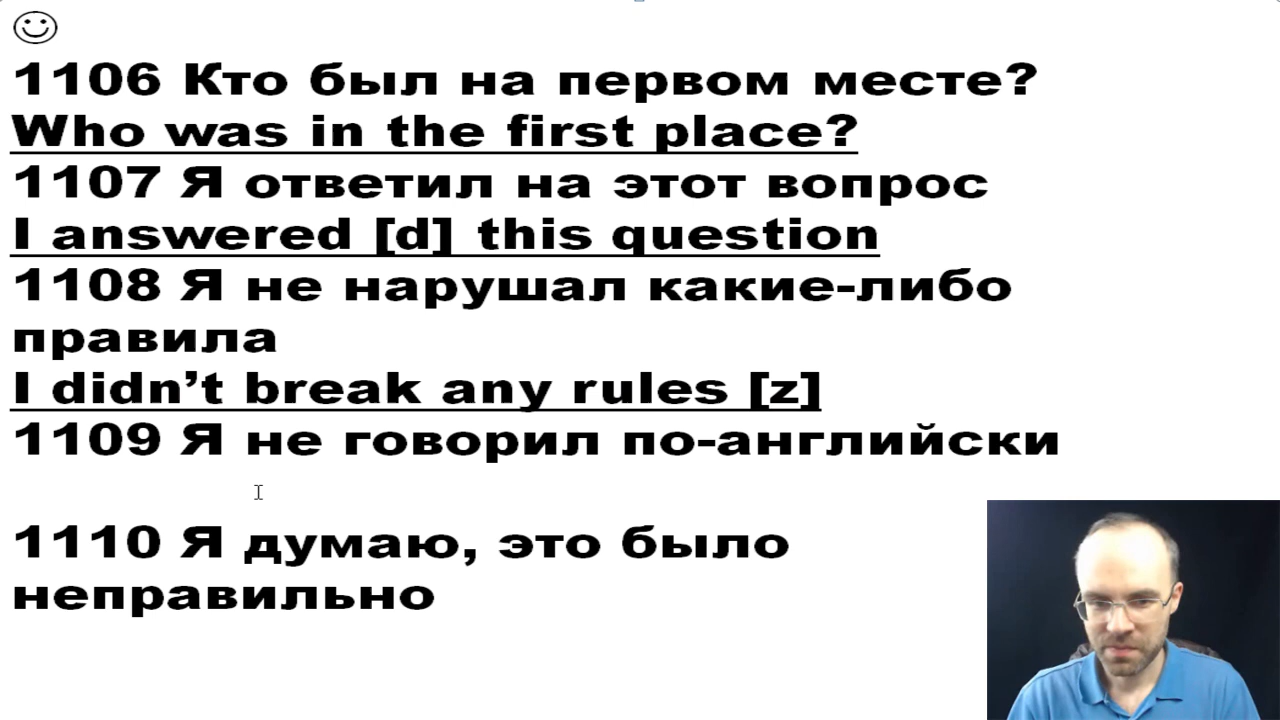 1106 Кто был на первом месте?
Who was in the first place?
1107 Я ответил на этот вопрос
I answered [d] this question
1108 Я не нарушал какие-либо
правила
I didn’t break any rules [z]
1109 Я не говорил по-английски
1110 Я думаю, это было
неправильно